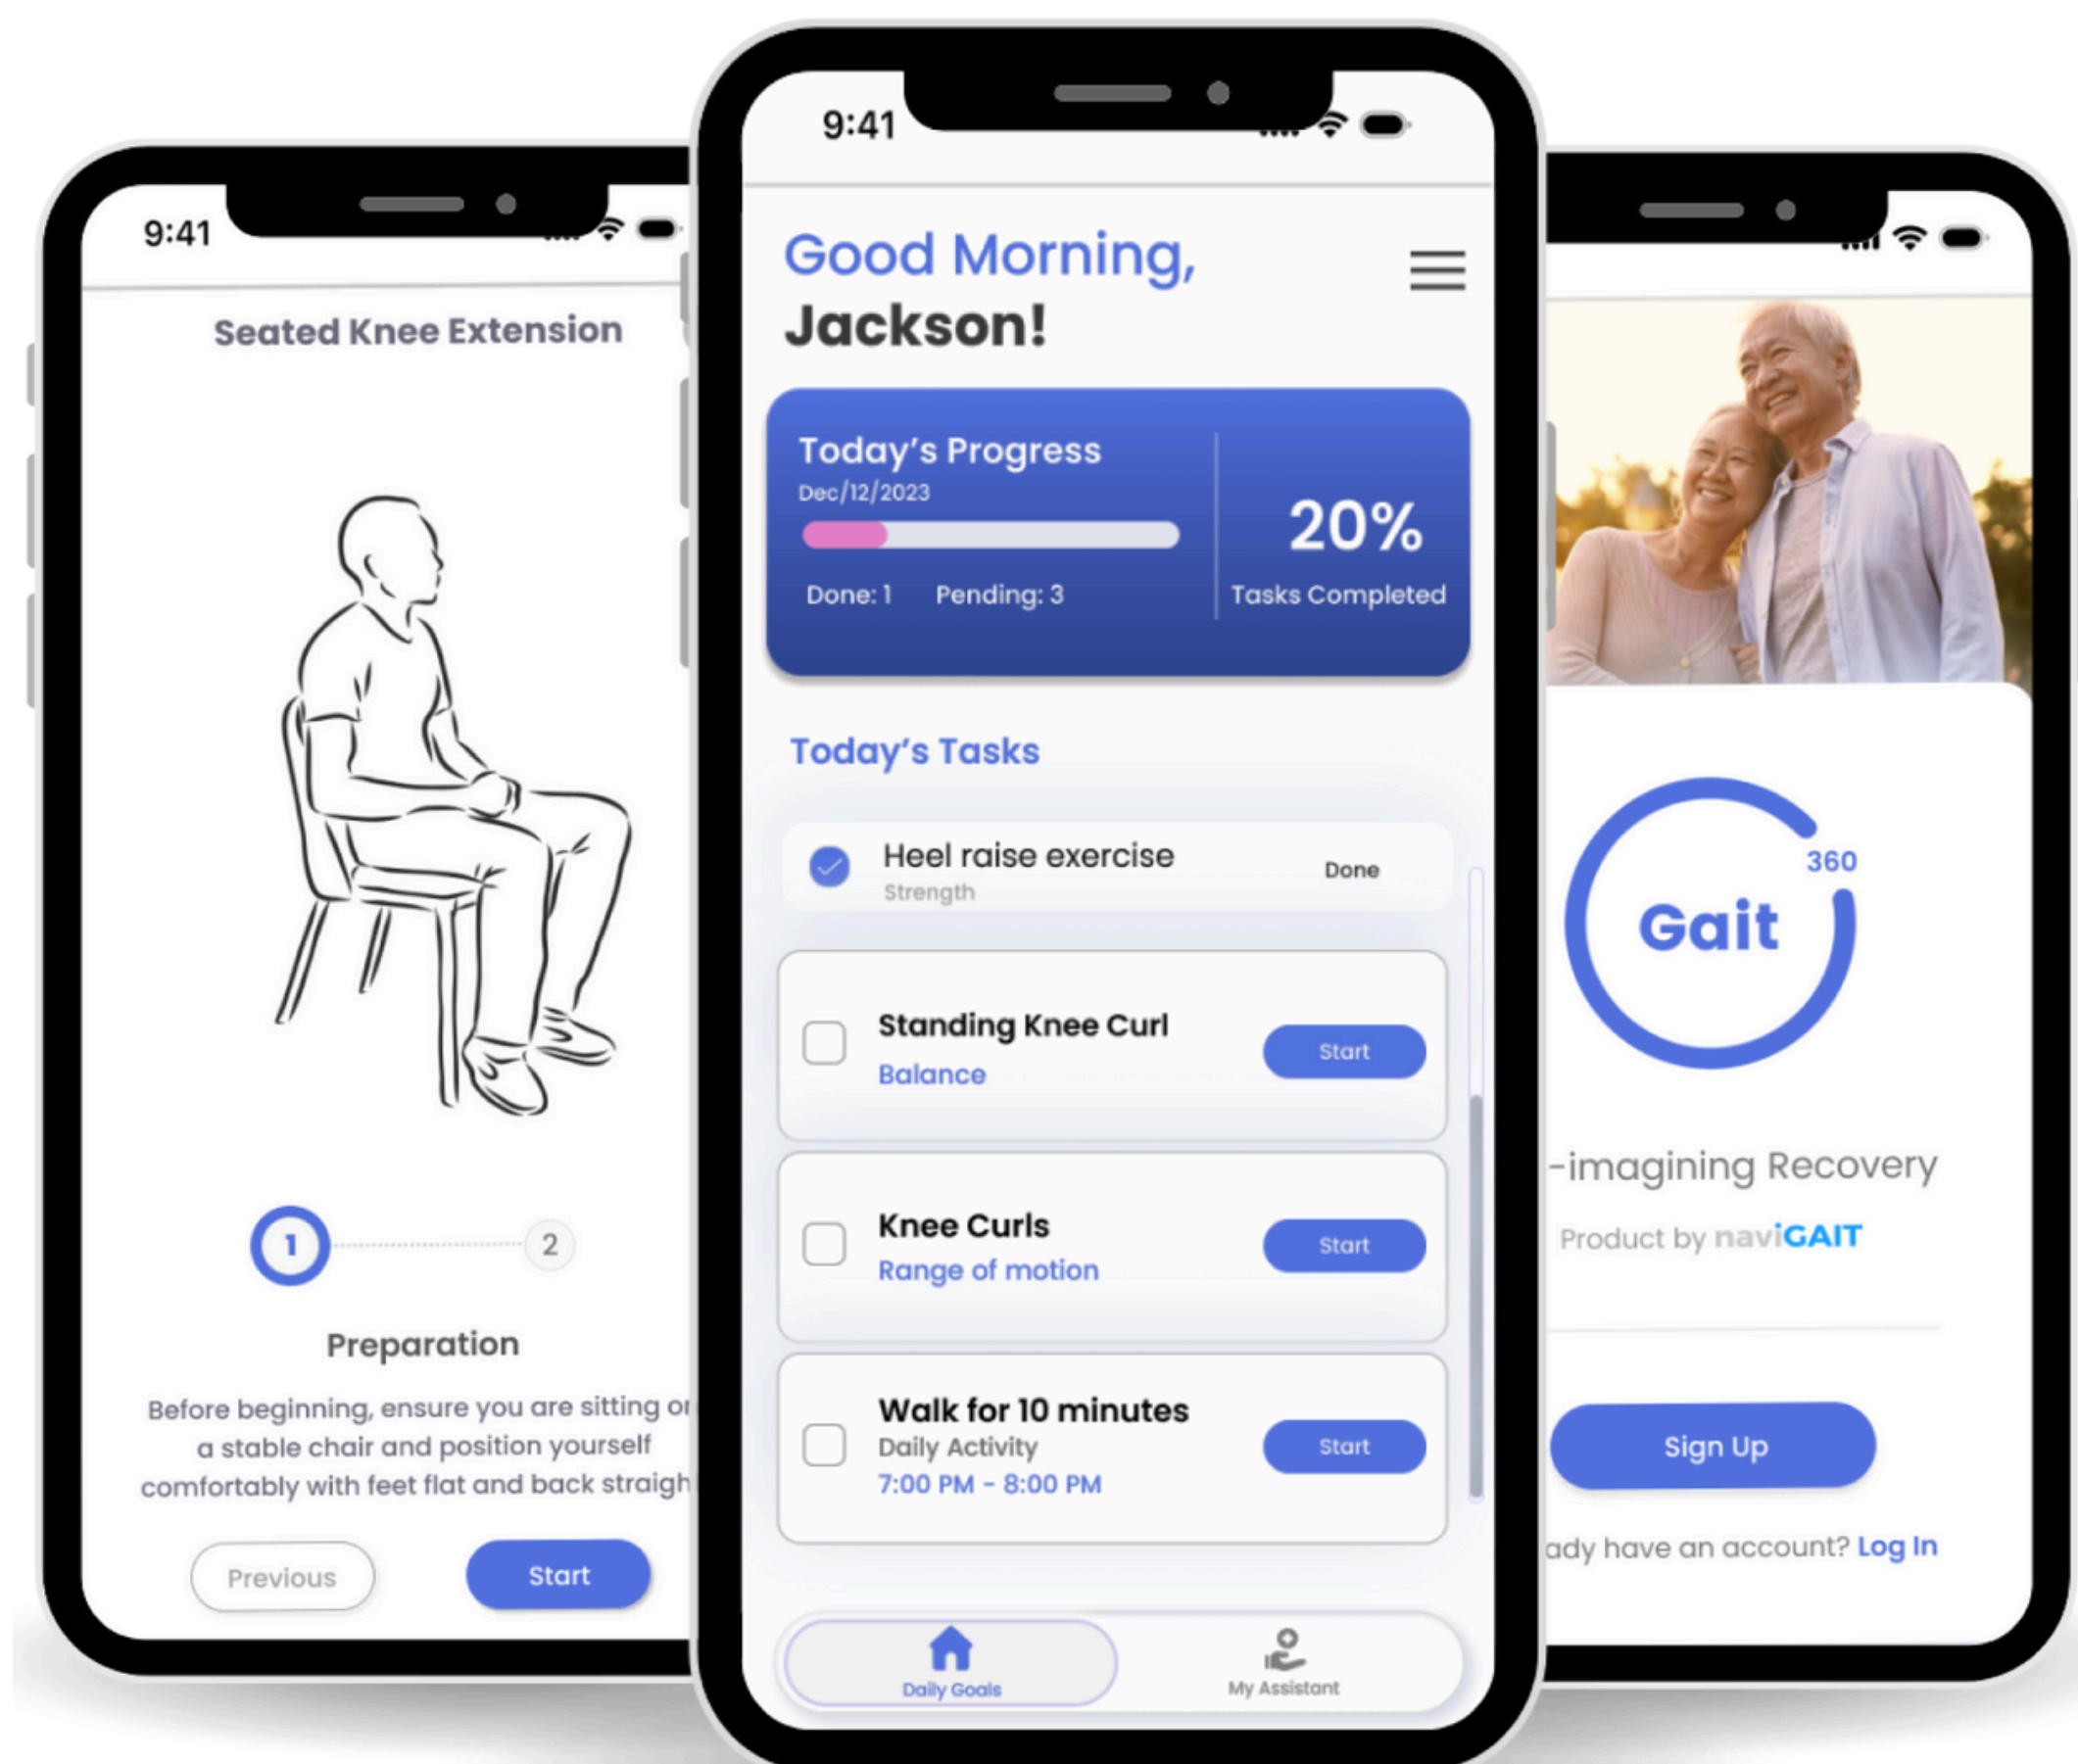 9:41
Seated Knee Extension
1
2
Preparation
Before beginning, ensure you are sitting
a stable chair and position yourself
comfortably with feet flat and back
Previous
Start
9:41
Good Morning,
Jackson!
Today's Progress
Dec/12/2023
Done: 1 Pending: 3
20%
Tasks Completed
Today's Tasks
Heel raise exercise
Strength
Done
Standing Knee Curl
Balance
Start
Knee Curls
Range of motion
Start
Walk for 10 minutes
Daily Activity
7:00 PM - 8:00 PM
Start
Daily Goals
My Assistant
360
Gait
-imagining Recovery
Product by naviGAIT
Sign Up
have an account? Log In